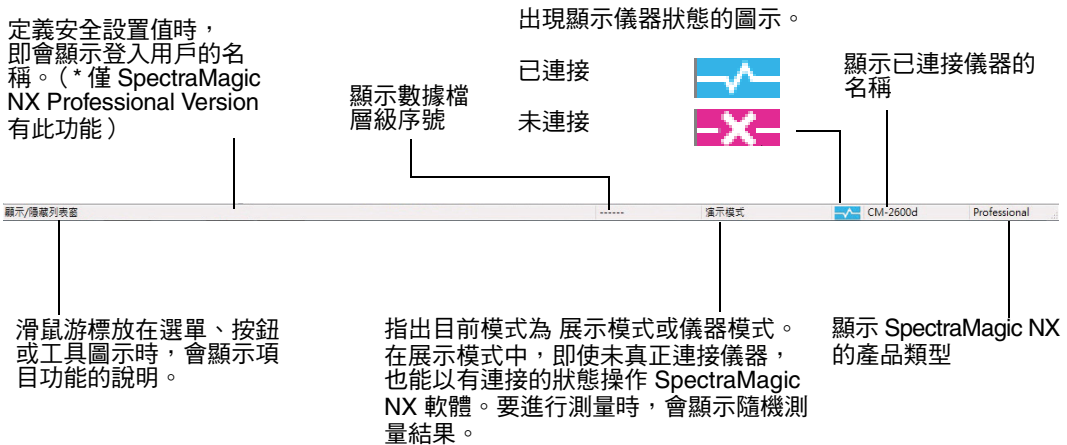 定義安全設置值時，
即會顯示登入用戶的名
稱。（* 僅 SpectraMagic
NX Professional Version
有此功能）
顯示數據檔
層級序號
出現顯示儀器狀態的圖示。
已連接
未連接
顯示已連接儀器的
名稱
顯示/隱藏列表窗
------
演示模式
CM-2600d
Professional
滑鼠游標放在選單、按鈕
或工具圖示時，會顯示項
目功能的說明。
指出目前模式為 展示模式或儀器模式。
在展示模式中，即使未真正連接儀器，
也能以有連接的狀態操作 SpectraMagic
NX 軟體。要進行測量時，會顯示隨機測
量結果。
顯示 SpectraMagic NX
的產品類型